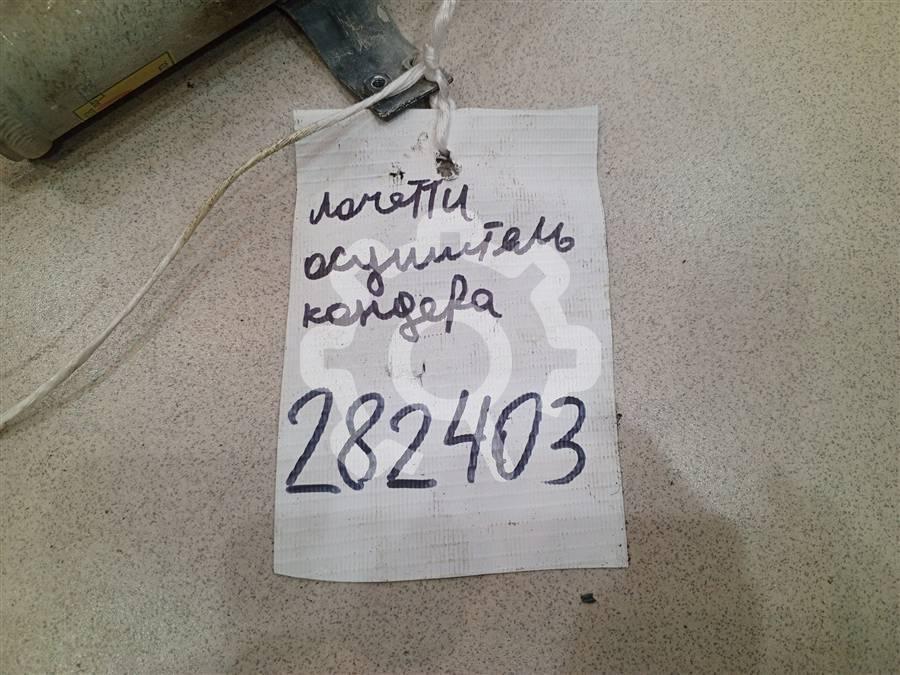 лачетти
осушитель
кондера
282403